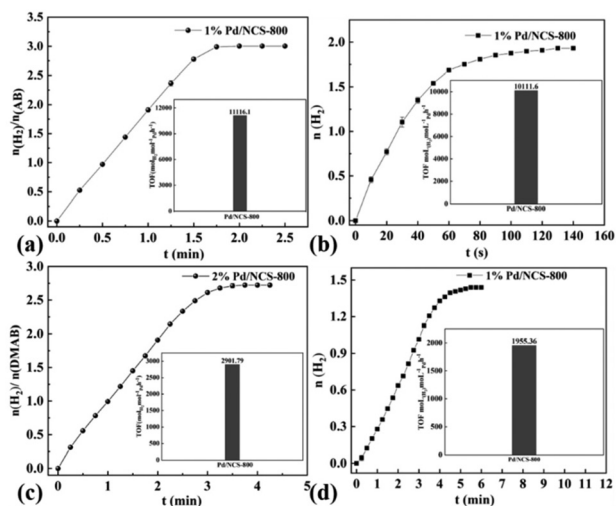 1% Pd/NCS-800
3.0
2.5
2.0
1.5
1.0
0.5
0.0
n(H2)/n(AB)
12000
9000
6000
3000
0
11116.1
Pd/NCS-800
0.0 0.5 1.0 1.5 2.0 2.5
t (min)
(a)
1% Pd/NCS-800
2.0
1.5
1.0
0.5
0.0
n (H2)
10000
8000
6000
4000
2000
0
10111.6
Pd/NCS-800
0 20 40 60 80 100 120 140 160
t (s)
(b)
2% Pd/NCS-800
3.0
2.5
2.0
1.5
1.0
0.5
0.0
n(H2)/ n(DMAB)
3000
2500
2000
1500
1000
500
0
2901.79
Pd/NCS-800
0 1 2 3 4 5
t (min)
(c)
1% Pd/NCS-800
1.5
1.2
0.9
0.6
0.3
0.0
n (H2)
2000
1500
1000
500
0
1955.36
Pd/NCS-800
0 1 2 3 4 5 6 7 8 9 10 11 12
t (min)
(d)